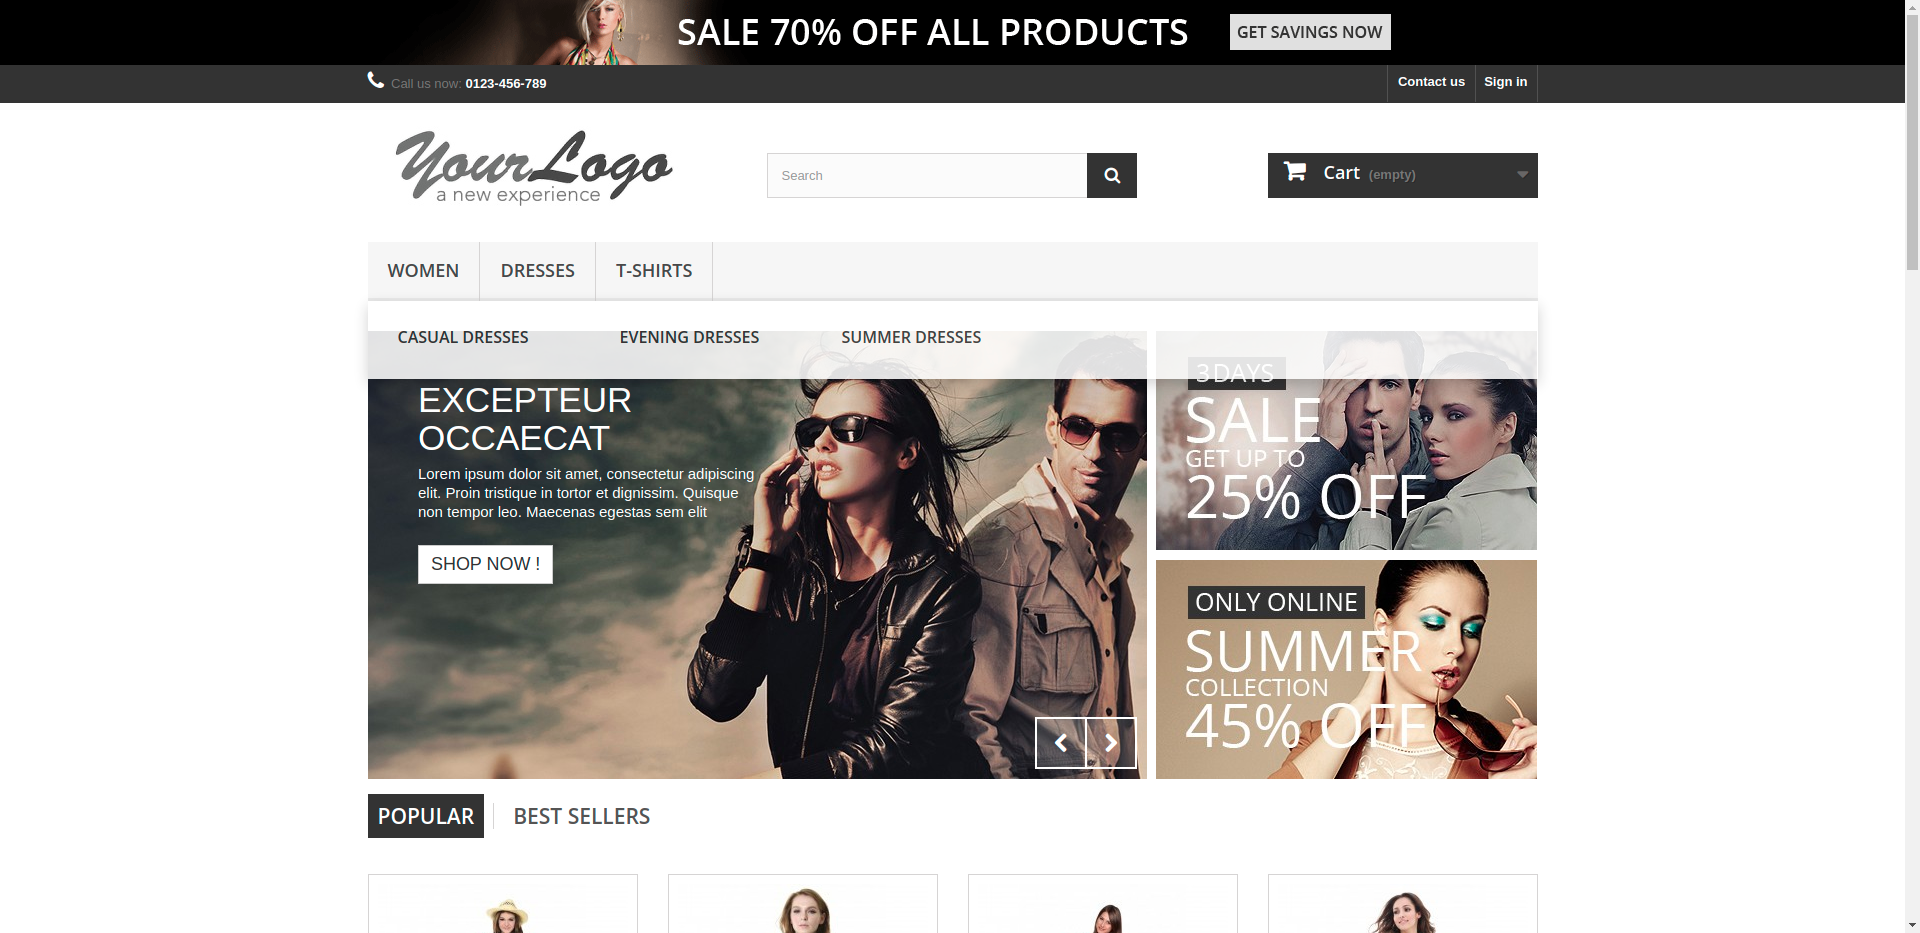 SALE 70% OFF ALL PRODUCTS
GET SAVINGS NOW
Call us now: 0123-456-789
Contact us
Sign in
YourLogo
a new experience
Search
Cart (empty)
WOMEN
DRESSES
T-SHIRTS
CASUAL DRESSES
EVENING DRESSES
SUMMER DRESSES
EXCEPTEUR
OCCAECAT
Lorem ipsum dolor sit amet, consectetur adipiscing
elit. Proin tristique in tortor et dignissim. Quisque
non tempor leo. Maecenas egestas sem elit
SHOP NOW !
3 DAYS
SALE
GET UP TO
25% OFF
ONLY ONLINE
SUMMER
COLLECTION
45% OFF
POPULAR
BEST SELLERS